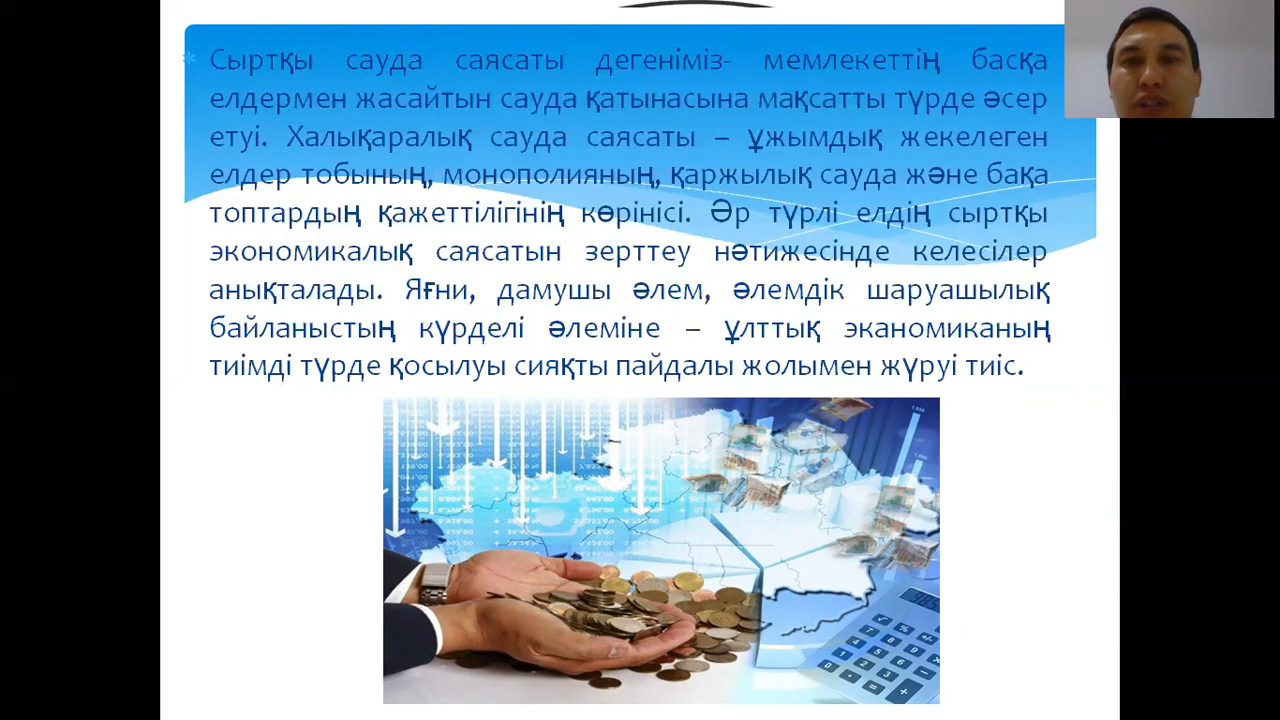 * Сыртқы сауда саясаты дегеніміз- мемлекеттің басқа
елдермен жасайтын сауда қатынасына мақсатты түрде әсер
етуі. Халықаралық сауда саясаты – ұжымдық жекелеген
елдер тобының, монополияның, қаржылық сауда және бақа
топтардың қажеттілігінің көрінісі. Әр түрлі елдің сыртқы
экономикалық саясатын зерттеу нәтижесінде келесілер
анықталады. Яғни, дамушы әлем, әлемдік шаруашылық
байланыстың күрделі әлеміне – ұлттық эканомиканың
тиімді түрде қосылуы сияқты пайдалы жолымен жүруі тиіс.